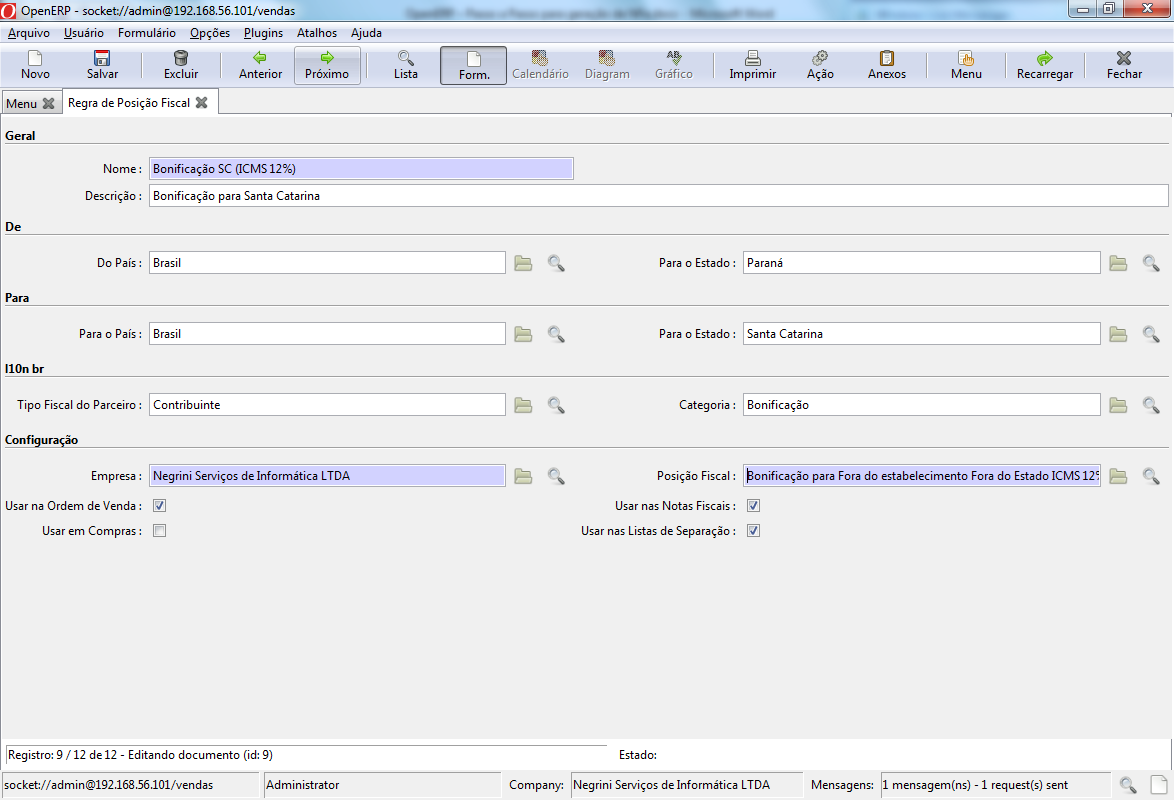 OpenERP - socket://admin@192.168.56.101/vendas
Arquivo Usuário Formulário Opções Plugins Atalhos Ajuda
Novo Salvar Excluir Anterior Próximo Lista Form. Calendário Diagram Gráfico Imprimir Ação Anexos Menu Recarregar Fechar
Menu Regra de Posição Fiscal
Geral
Nome : Bonificação SC (ICMS 12%)
Descrição : Bonificação para Santa Catarina
De
Do País : Brasil Para o Estado : Paraná
Para
Para o País : Brasil Para o Estado : Santa Catarina
l10n br
Tipo Fiscal do Parceiro : Contribuinte Categoria : Bonificação
Configuração
Empresa : Negrini Serviços de Informática LTDA Posição Fiscal : Bonificação para Fora do estabelecimento Fora do Estado ICMS 12%
Usar na Ordem de Venda : Usar nas Notas Fiscais :
Usar em Compras : Usar nas Listas de Separação :
Registro: 9 / 12 de 12 - Editando documento (id: 9) Estado:
socket://admin@192.168.56.101/vendas Administrator Company: Negrini Serviços de Informática LTDA Mensagens: 1 mensagem(ns) - 1 request(s) sent